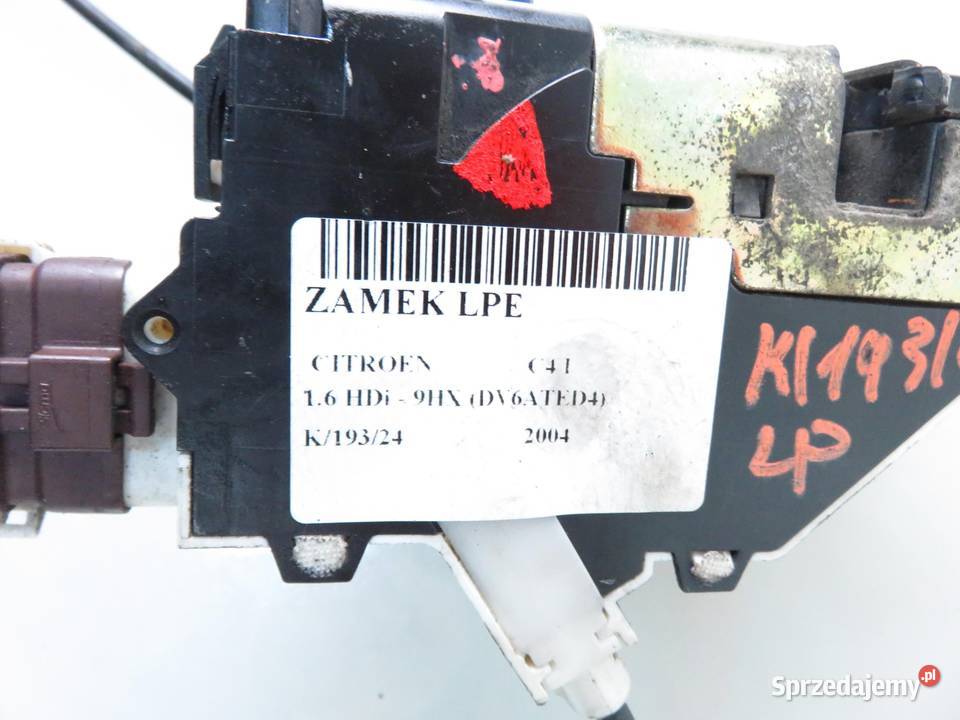 ZAMEK LPE
CITROEN C4 I
1.6 HDi - 9HX (DV6ATED4)
K/193/24 2004
K/193/
LP
Sprzedajemy.pl